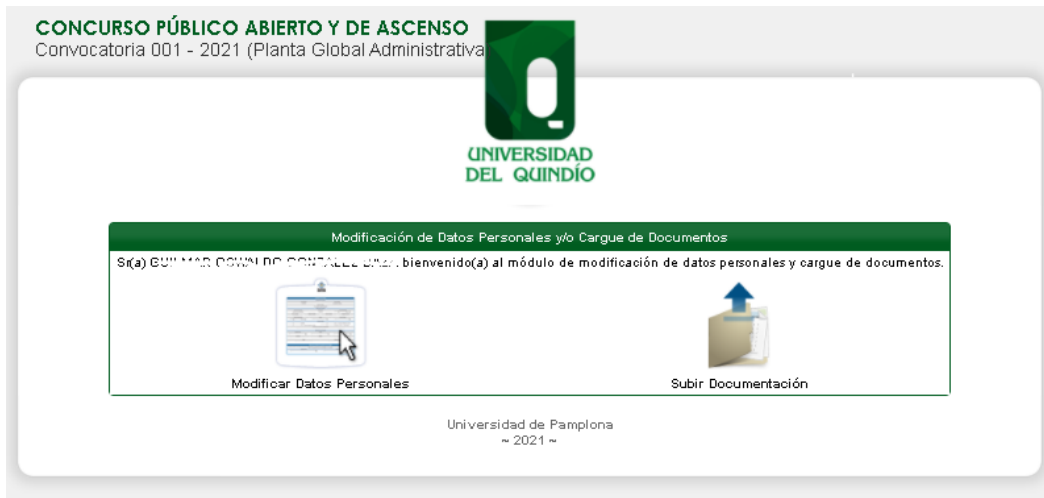 CONCURSO PÚBLICO ABIERTO Y DE ASCENSO
Convocatoria 001 - 2021 (Planta Global Administrativa
UNIVERSIDAD
DEL QUINDÍO
Modificación de Datos Personales y/o Cargue de Documentos
Sr(a) bienvenido(a) al módulo de modificación de datos personales y cargue de documentos.
Modificar Datos Personales
Subir Documentación
Universidad de Pamplona
~ 2021 ~